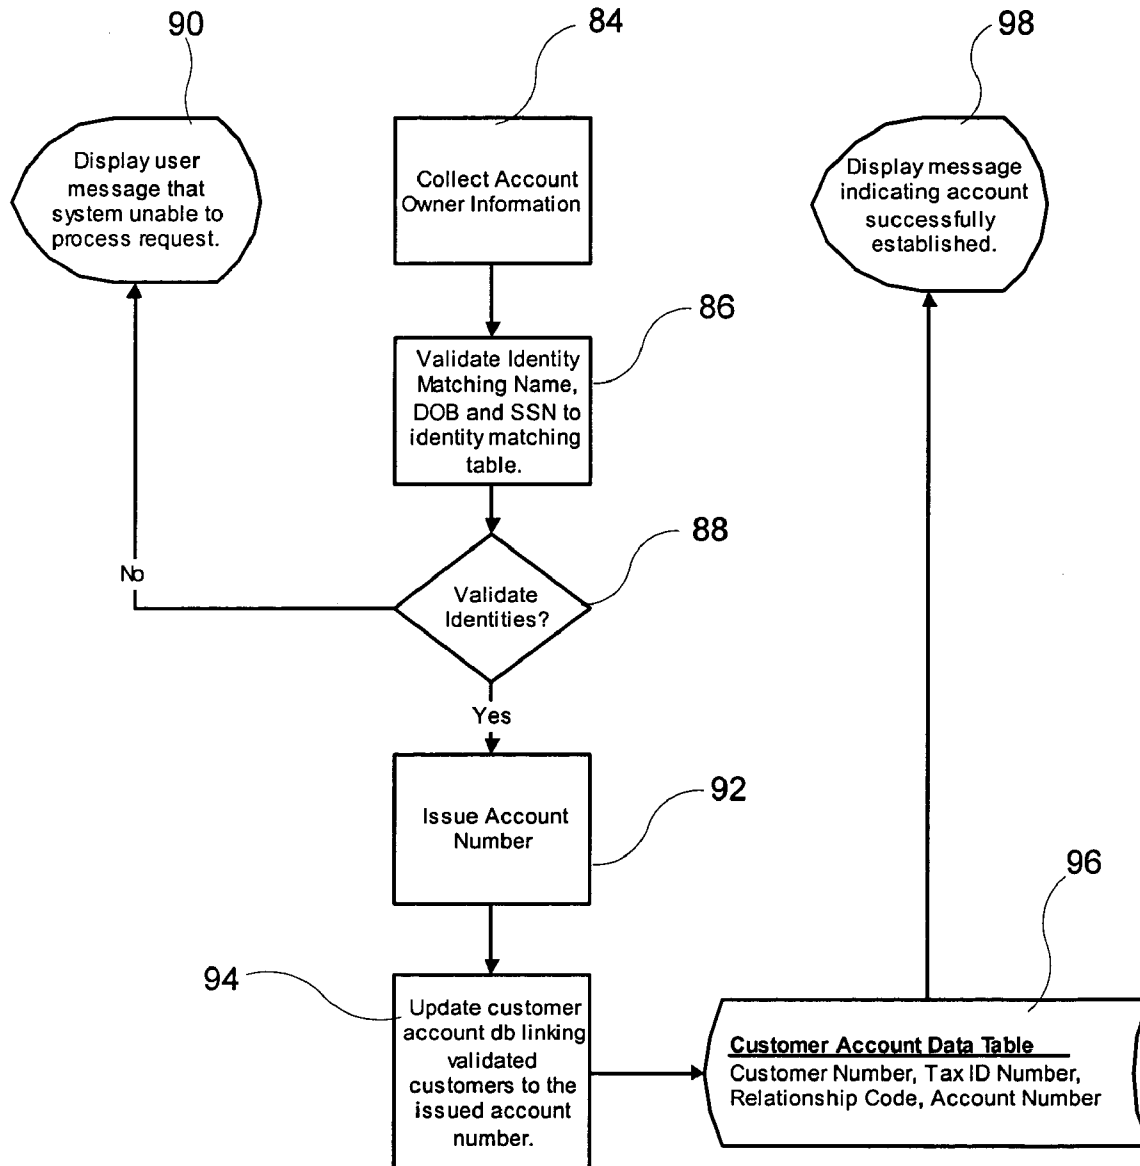 90
84
98
Display user
message that
system unable to
process request.
Collect Account
Owner Information
Display message
indicating account
successfully
established.
86
Validate Identity
Matching Name,
DOB and SSN to
identity matching
table.
88
No
Validate
Identities?
Yes
92
Issue Account
Number
96
94
Update customer
account db linking
validated
customers to the
issued account
number.
Customer Account Data Table
Customer Number, Tax ID Number,
Relationship Code, Account Number